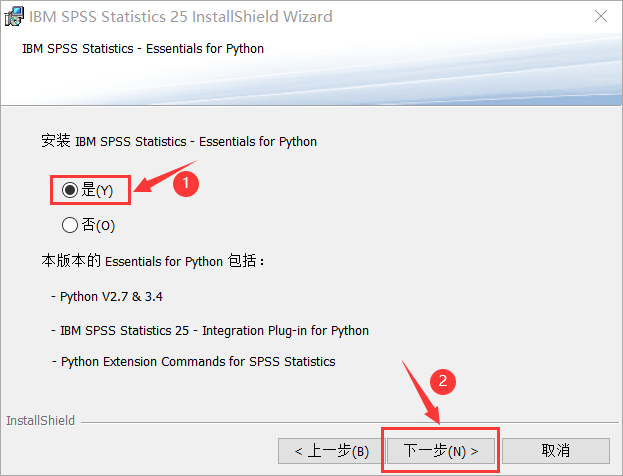 IBM SPSS Statistics 25 InstallShield Wizard
IBM SPSS Statistics - Essentials for Python
安装 IBM SPSS Statistics - Essentials for Python
是(Y)
1
否(O)
本版本的 Essentials for Python 包括：
- Python V2.7 & 3.4
- IBM SPSS Statistics 25 - Integration Plug-in for Python
- Python Extension Commands for SPSS Statistics
2
InstallShield
< 上一步(B)
下一步(N) >
取消